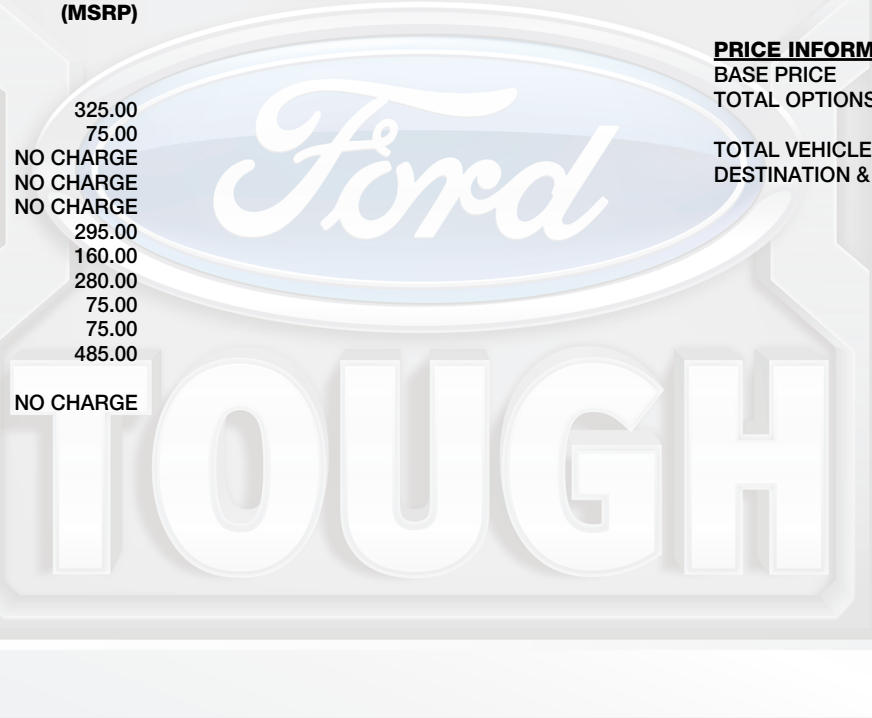 (MSRP)
325.00
75.00
NO CHARGE
NO CHARGE
NO CHARGE
295.00
160.00
280.00
75.00
75.00
485.00
NO CHARGE
PRICE INFORM
BASE PRICE
TOTAL OPTIONS
TOTAL VEHICLE
DESTINATION &
Ford
TOUGH